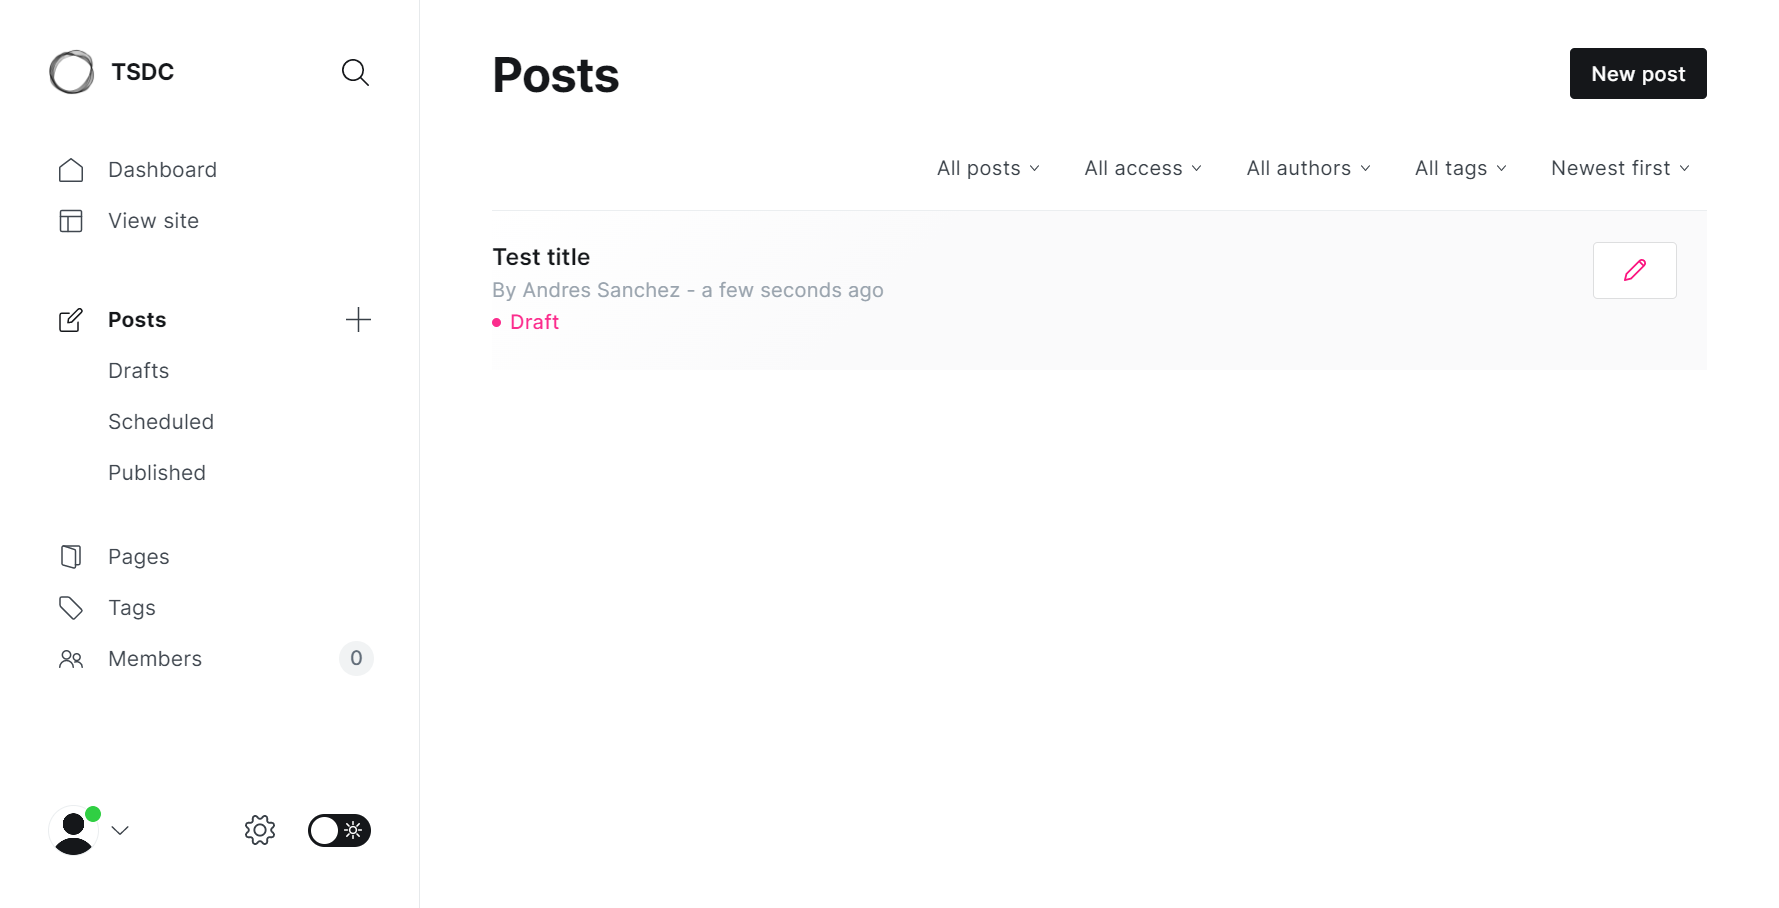 TSDC
Dashboard
View site
Posts
Drafts
Scheduled
Published
Pages
Tags
Members 0
Posts
New post
All posts All access All authors All tags Newest first
Test title
By Andres Sanchez - a few seconds ago
Draft